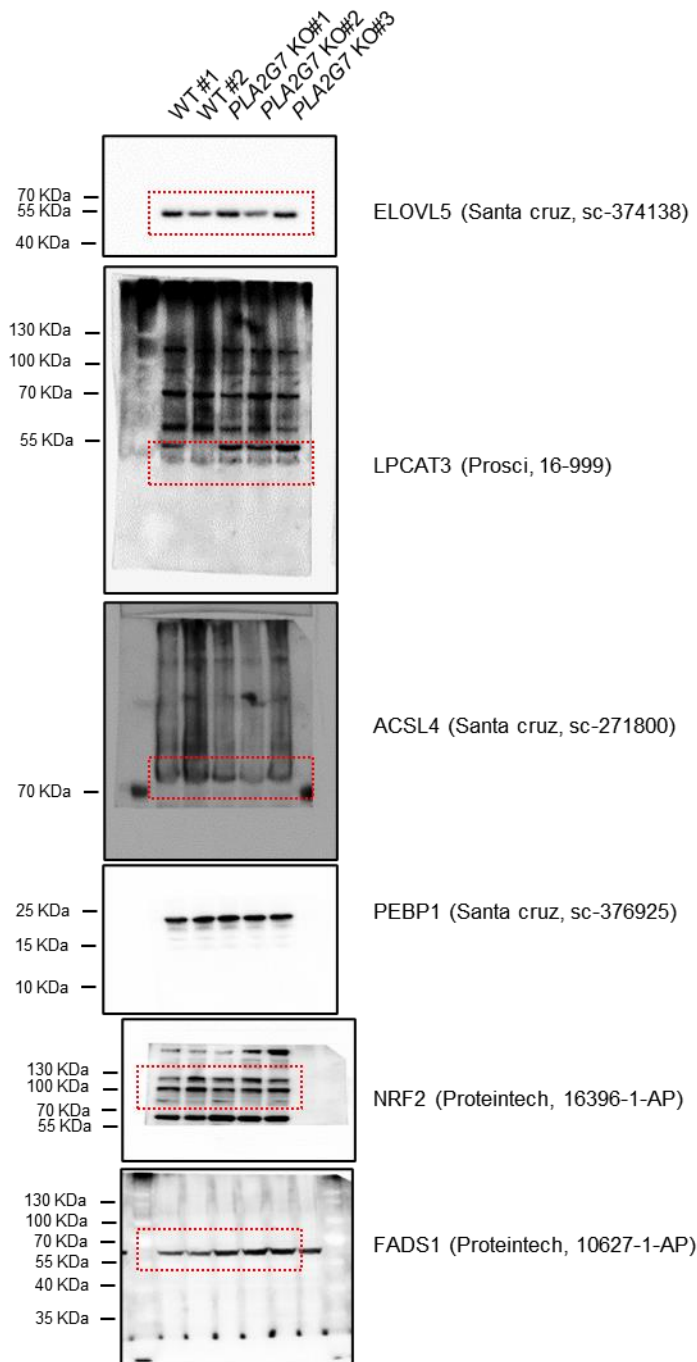 WT #1
WT #2
PLA2G7 KO#1
PLA2G7 KO#2
PLA2G7 KO#3
70 KDa
55 KDa
40 KDa
ELOVL5 (Santa cruz, sc-374138)
130 KDa
100 KDa
70 KDa
55 KDa
LPCAT3 (Prosci, 16-999)
ACSL4 (Santa cruz, sc-271800)
70 KDa
25 KDa
15 KDa
10 KDa
PEBP1 (Santa cruz, sc-376925)
130 KDa
100 KDa
70 KDa
55 KDa
NRF2 (Proteintech, 16396-1-AP)
130 KDa
100 KDa
70 KDa
55 KDa
40 KDa
35 KDa
FADS1 (Proteintech, 10627-1-AP)